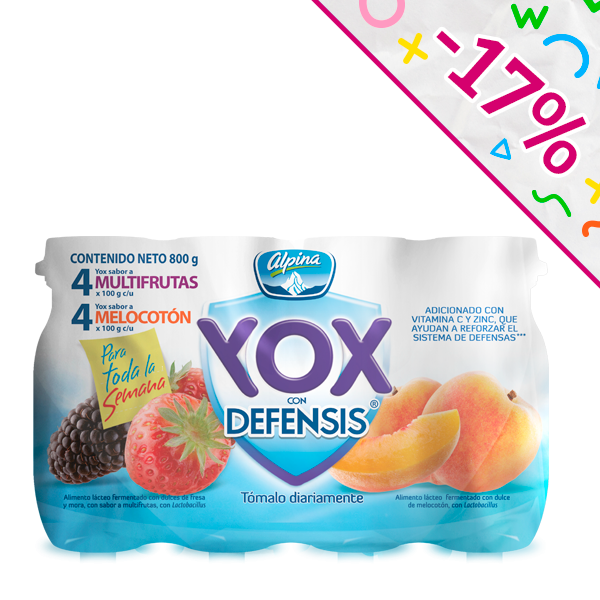 -17%
CONTENIDO NETO 800 g
4 Yox sabor a
MULTIFRUTAS
x 100 g c/u
4 Yox sabor a
MELOCOTÓN
x 100 g c/u
Para
toda la
Semana
Alpina
YOX
CON
DEFENSIS®
Tómalo diariamente
ADICIONADO CON
VITAMINA C Y ZINC, QUE
AYUDAN A REFORZAR EL
SISTEMA DE DEFENSAS***
Alimento lácteo fermentado con dulces de fresa
y mora, con sabor a multifrutas, con Lactobacillus
Alimento lácteo fermentado con dulce
de melocotón, con Lactobacillus